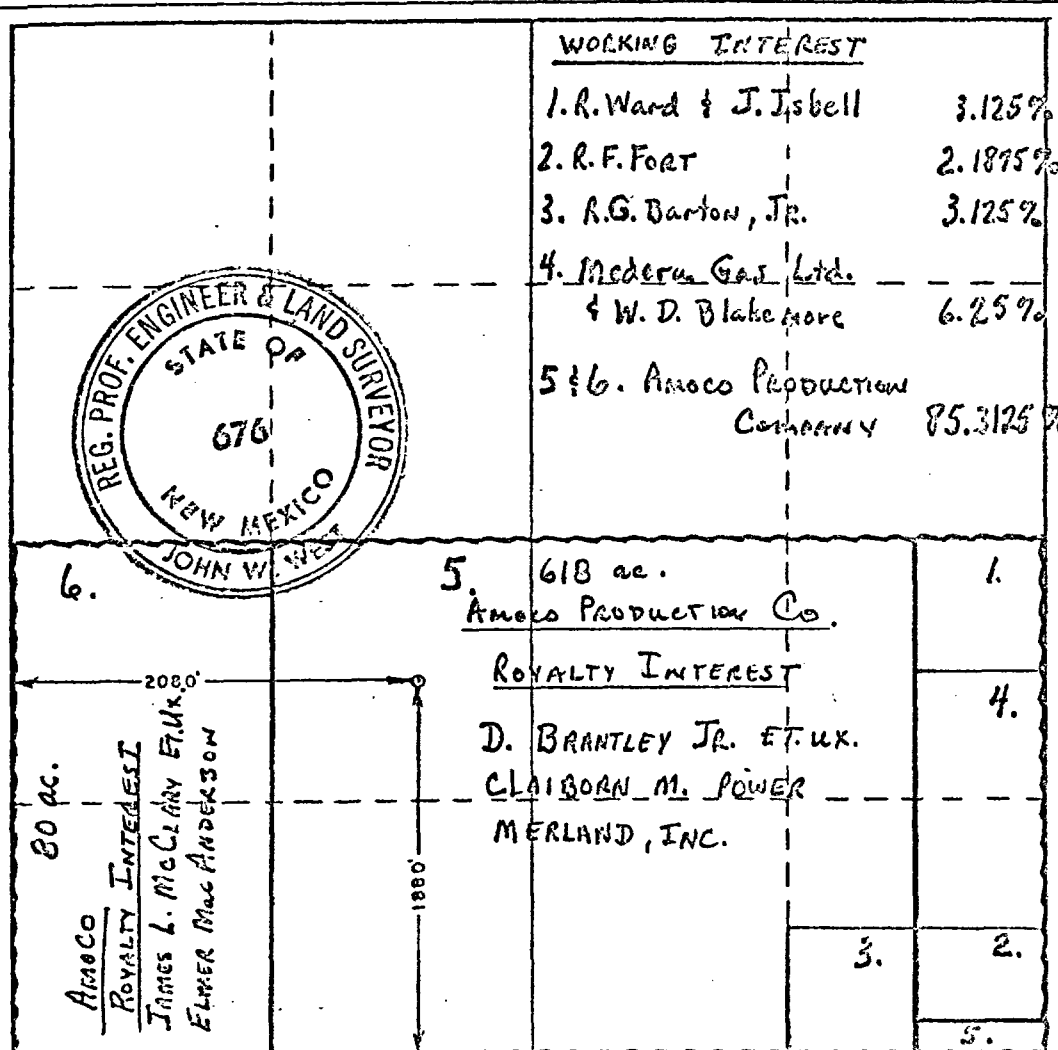 WORKING INTEREST
1. R. Ward & J. Isbell 3.125%
2. R. F. FORT 2.1875%
3. R.G. Barton, JR. 3.125%
4. Gas Ltd.
& W. D. Blakemore 6.25%
5 & 6. AMOCO PRODUCTION
COMPANY 85.3125%
REG. PROF. ENGINEER & LAND SURVEYOR
STATE OF
676
NEW MEXICO
JOHN W. WEST
6.
5. ac.
AMOCO PRODUCTION CO.
ROYALTY INTEREST
D. BRANTLEY JR. ET. UX.
CLAIBORN M. POWER
MERLAND, INC.
1.
4.
3.
2.
5.
2080'
1880'
80 ac.
AMOCO
ROYALTY INTEREST
JAMES L. McCLARY ET. UX.
ELMER Mac ANDERSON